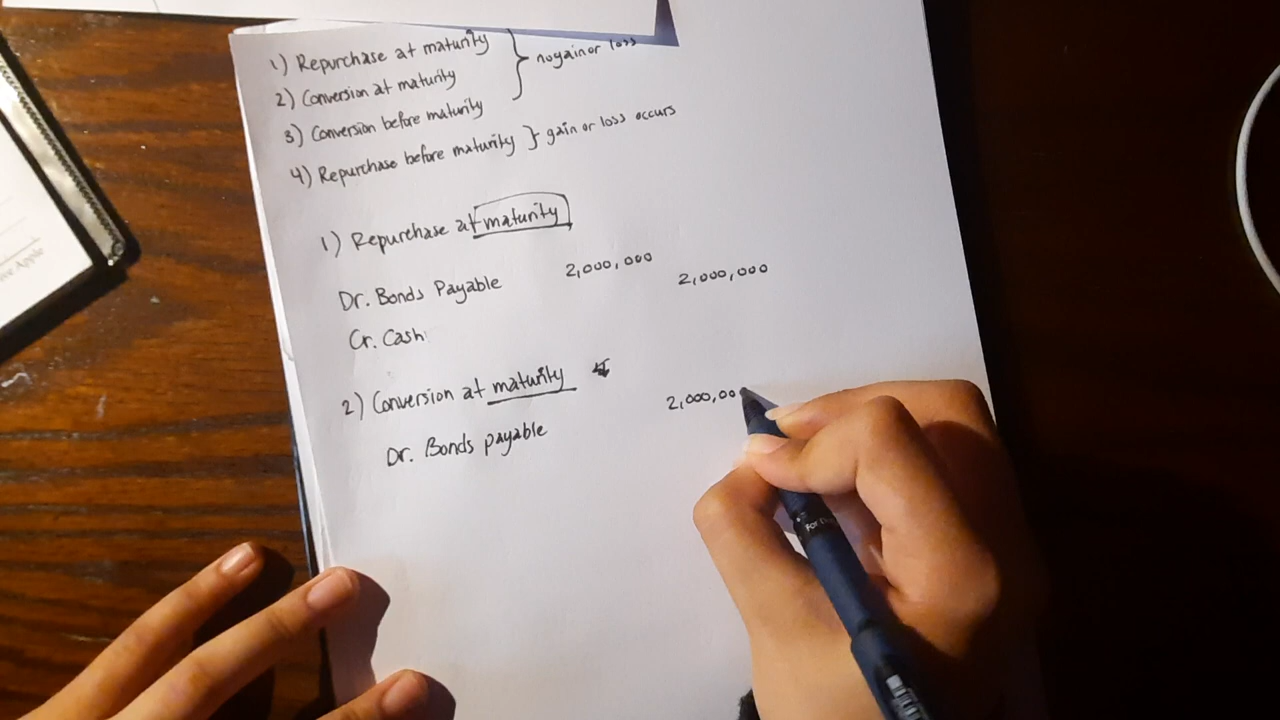 1) Repurchase at maturity } no gain or loss
2) Conversion at maturity
3) Conversion before maturity
4) Repurchase before maturity } gain or loss occurs
1) Repurchase at maturity
Dr. Bonds Payable 2,000,000
Cr. Cash 2,000,000
2) Conversion at maturity
Dr. Bonds payable 2,000,00
Apple